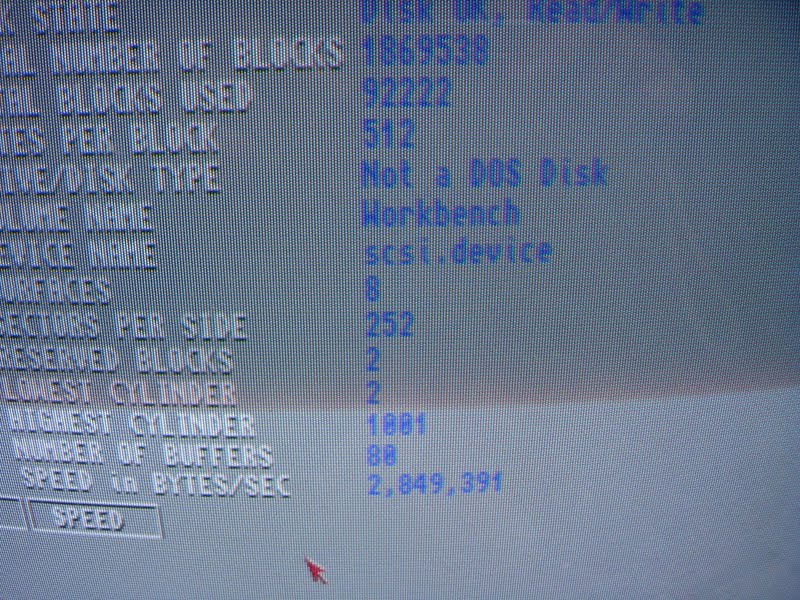 STATE Disk OK, Read/Write
NUMBER OF BLOCKS 1869538
BLOCKS USED 92222
PER BLOCK 512
/DISK TYPE Not a DOS Disk
NAME Workbench
NAME scsi.device
8
SECTORS PER SIDE 252
RESERVED BLOCKS 2
LOWEST CYLINDER 2
HIGHEST CYLINDER 1001
NUMBER OF BUFFERS 80
SPEED in BYTES/SEC 2,849,391
SPEED